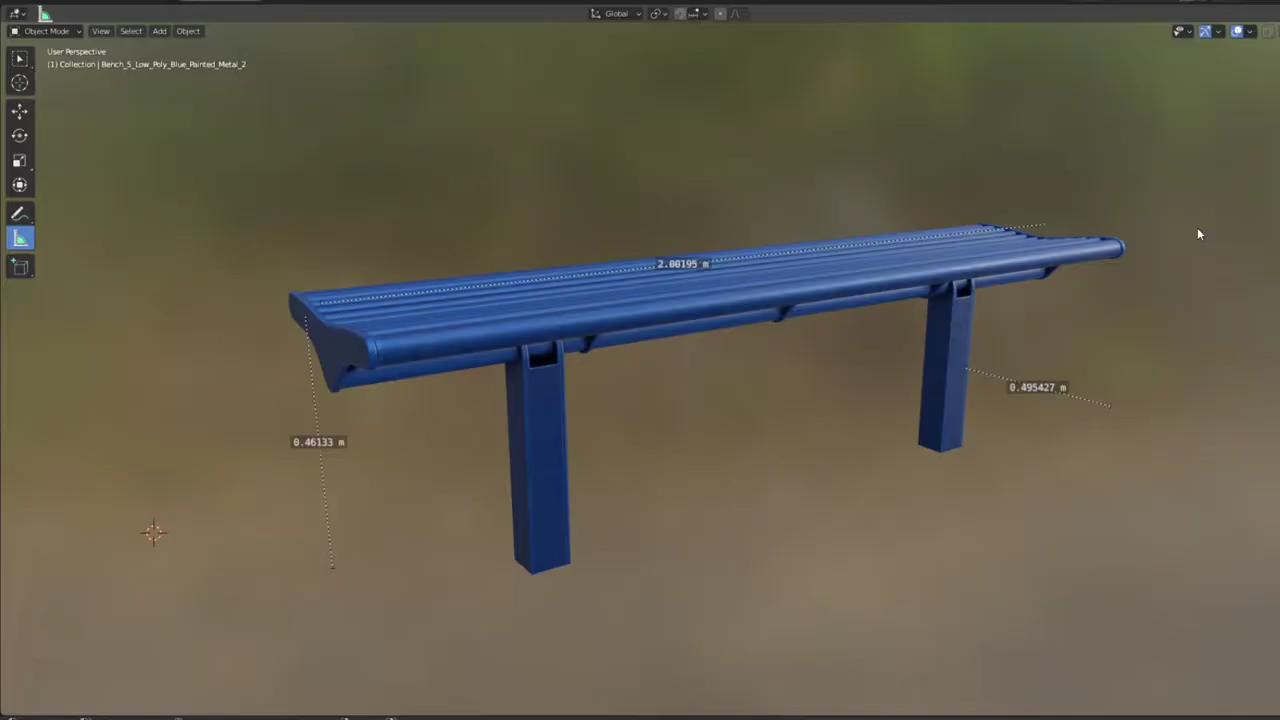 Global
Object Mode View Select Add Object
User Perspective
(1) Collection | Bench_5_Low_Poly_Blue_Painted_Metal_2
2.00195 m
0.495427 m
0.46133 m